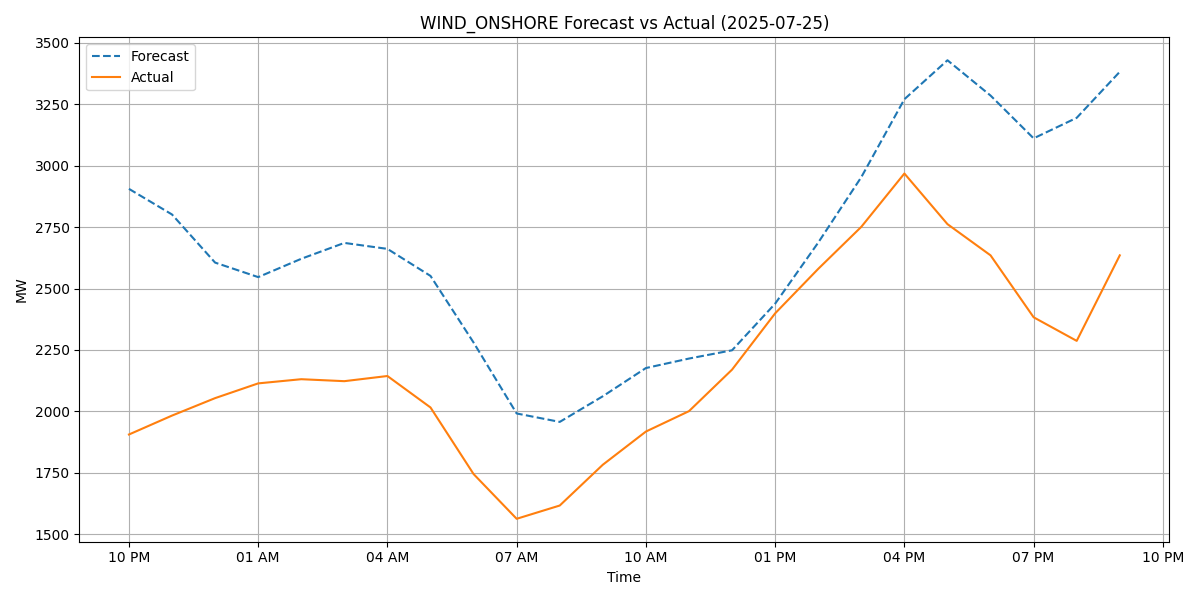 WIND_ONSHORE Forecast vs Actual (2025-07-25)
Forecast
Actual
3500
3250
3000
2750
2500
2250
2000
1750
1500
MW
10 PM
01 AM
04 AM
07 AM
10 AM
01 PM
04 PM
07 PM
10 PM
Time